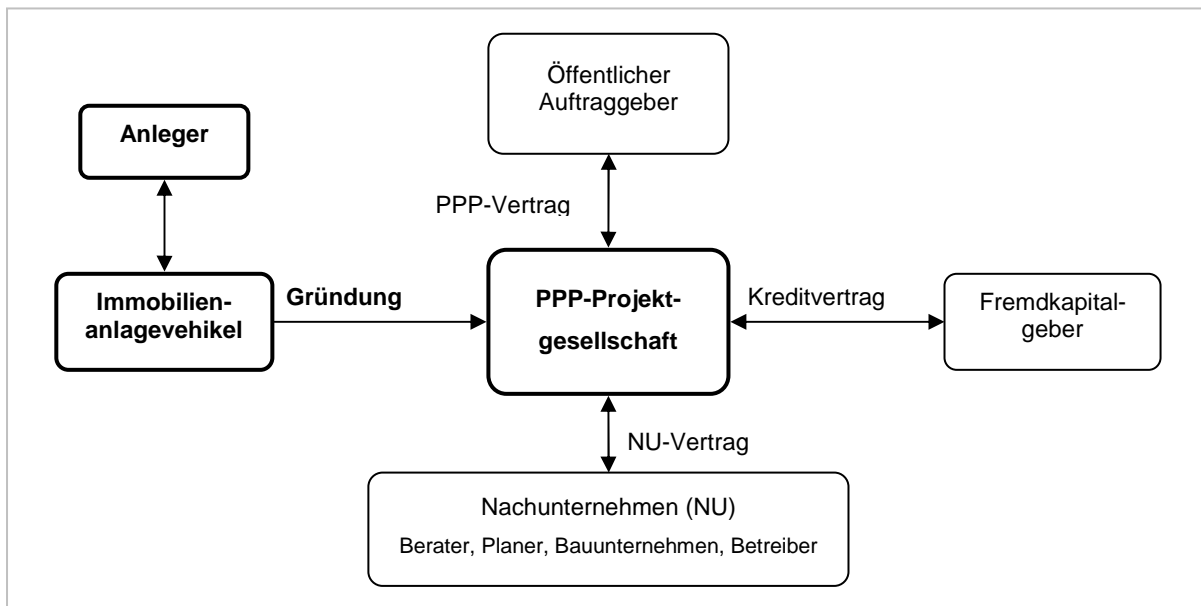 Öffentlicher
Auftraggeber
Anleger
PPP-Vertrag
Immobilien-
anlagevehikel
Gründung
PPP-Projekt-
gesellschaft
Kreditvertrag
Fremdkapital-
geber
NU-Vertrag
Nachunternehmen (NU)
Berater, Planer, Bauunternehmen, Betreiber